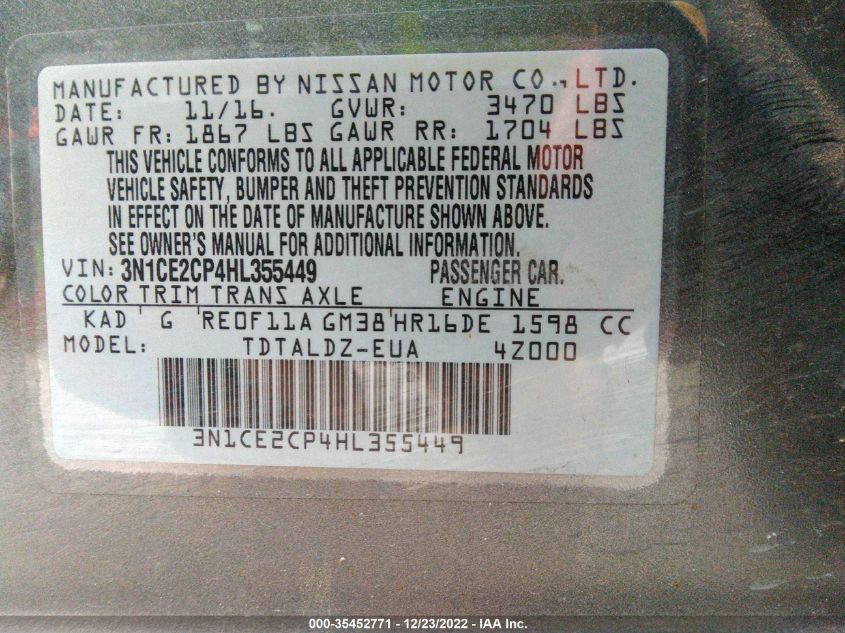 MANUFACTURED BY NISSAN MOTOR CO., LTD.
DATE: 11/16. GVWR: 3470 LBS
GAWR FR: 1867 LBS GAWR RR: 1704 LBS
THIS VEHICLE CONFORMS TO ALL APPLICABLE FEDERAL MOTOR
VEHICLE SAFETY, BUMPER AND THEFT PREVENTION STANDARDS
IN EFFECT ON THE DATE OF MANUFACTURE SHOWN ABOVE.
SEE OWNER'S MANUAL FOR ADDITIONAL INFORMATION.
VIN: 3N1CE2CP4HL355449 PASSENGER CAR.
COLOR TRIM TRANS AXLE ENGINE
KAD G RE0F11A GM38 HR16DE 1598 CC
MODEL: TDTALDZ-EUA 4Z000
3N1CE2CP4HL355449
000-35452771 - 12/23/2022 - IAA Inc.